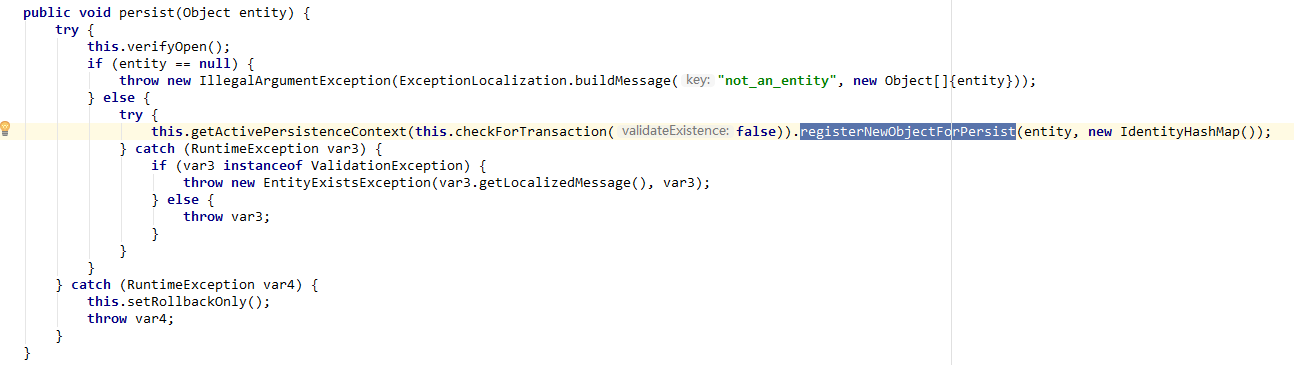 public void persist(Object entity) {
    try {
        this.verifyOpen();
        if (entity == null) {
            throw new IllegalArgumentException(ExceptionLocalization.buildMessage( key: "not_an_entity", new Object[]{entity}));
        } else {
            try {
                this.getActivePersistenceContext(this.checkForTransaction( validateExistence: false)).registerNewObjectForPersist(entity, new IdentityHashMap());
            } catch (RuntimeException var3) {
                if (var3 instanceof ValidationException) {
                    throw new EntityExistsException(var3.getLocalizedMessage(), var3);
                } else {
                    throw var3;
                }
            }
        }
    } catch (RuntimeException var4) {
        this.setRollbackOnly();
        throw var4;
    }
}